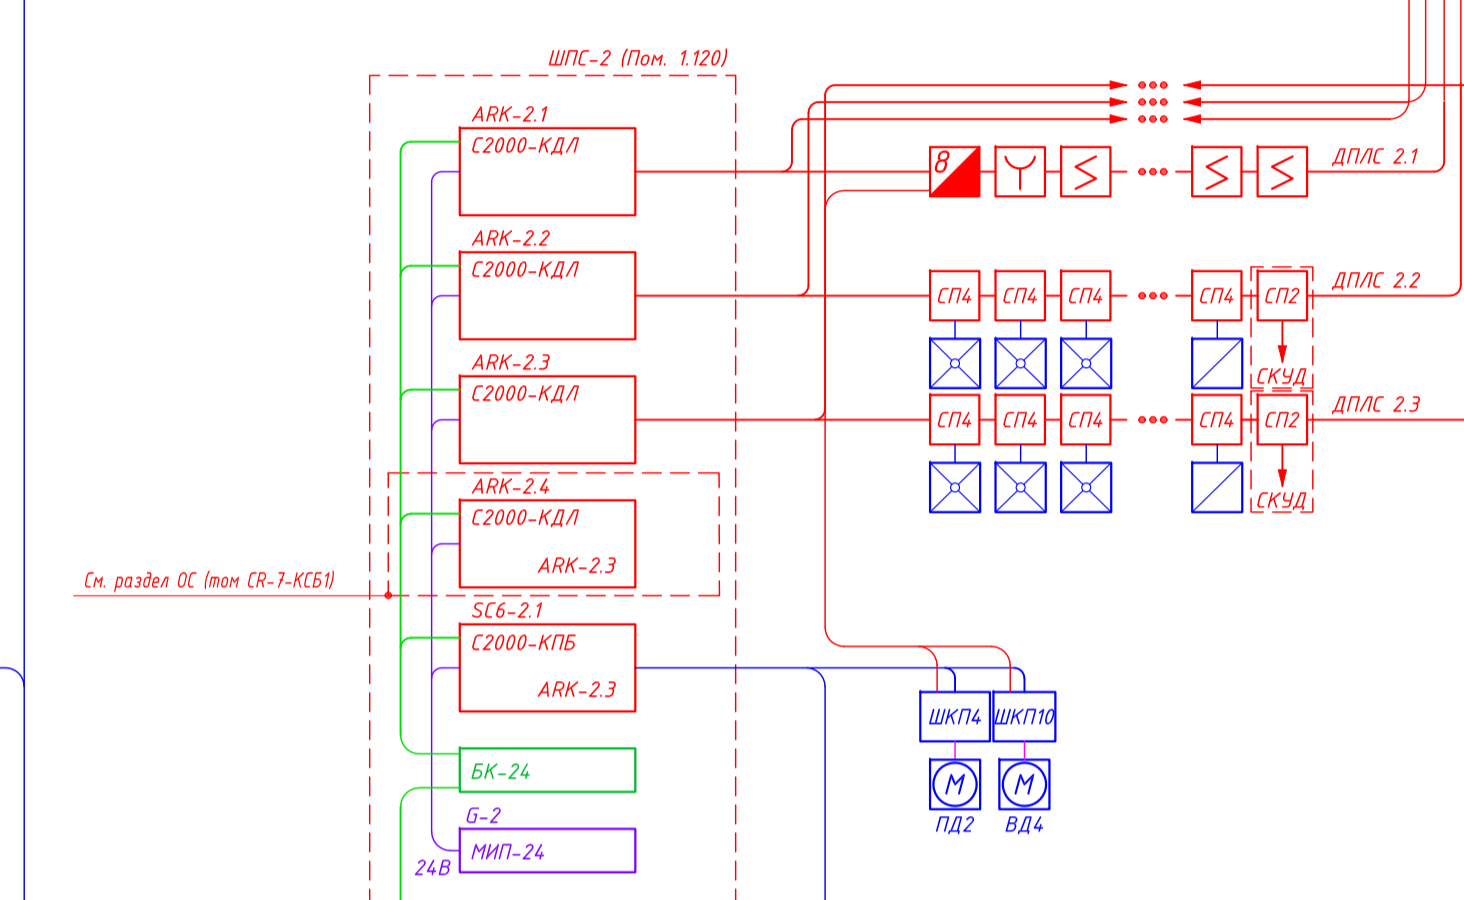 ШПС-2 (Пом. 1.120)
ARK-2.1
С2000-КДЛ
8
ДПЛС 2.1
ARK-2.2
С2000-КДЛ
СП4 СП4 СП4 СП4 СП2
ДПЛС 2.2
СКУД
ARK-2.3
С2000-КДЛ
СП4 СП4 СП4 СП4 СП2
ДПЛС 2.3
СКУД
ARK-2.4
С2000-КДЛ
ARK-2.3
См. раздел ОС (том CR-7-КСБ1)
SC6-2.1
С2000-КПБ
ARK-2.3
ШКП4 ШКП10
М М
ПД2 ВД4
БК-24
G-2
МИП-24
24В